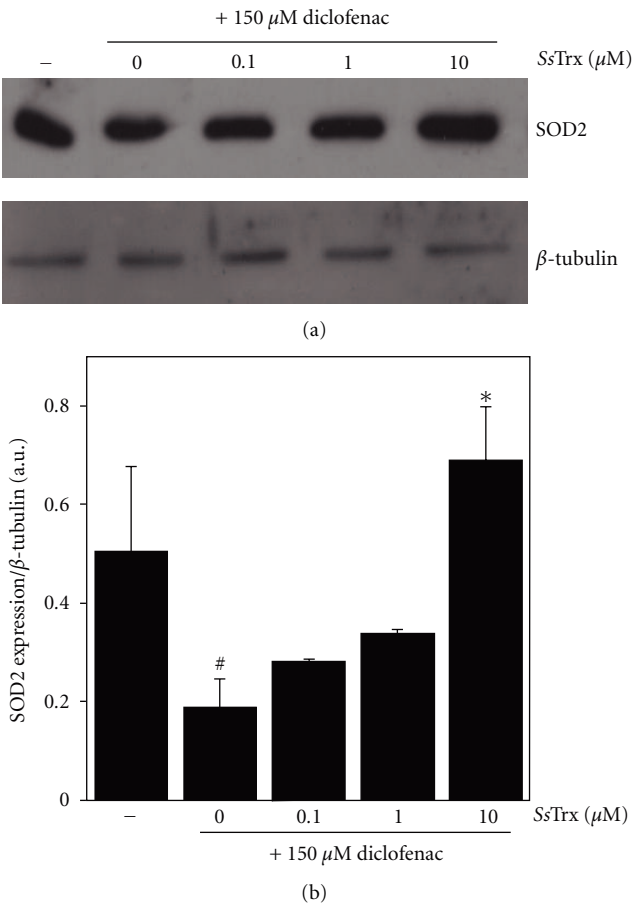 + 150 μM diclofenac
− 0 0.1 1 10 SsTrx (μM)
SOD2
β-tubulin
(a)
SOD2 expression/β-tubulin (a.u.)
0.8
0.6
0.4
0.2
0
*
#
− 0 0.1 1 10 SsTrx (μM)
+ 150 μM diclofenac
(b)